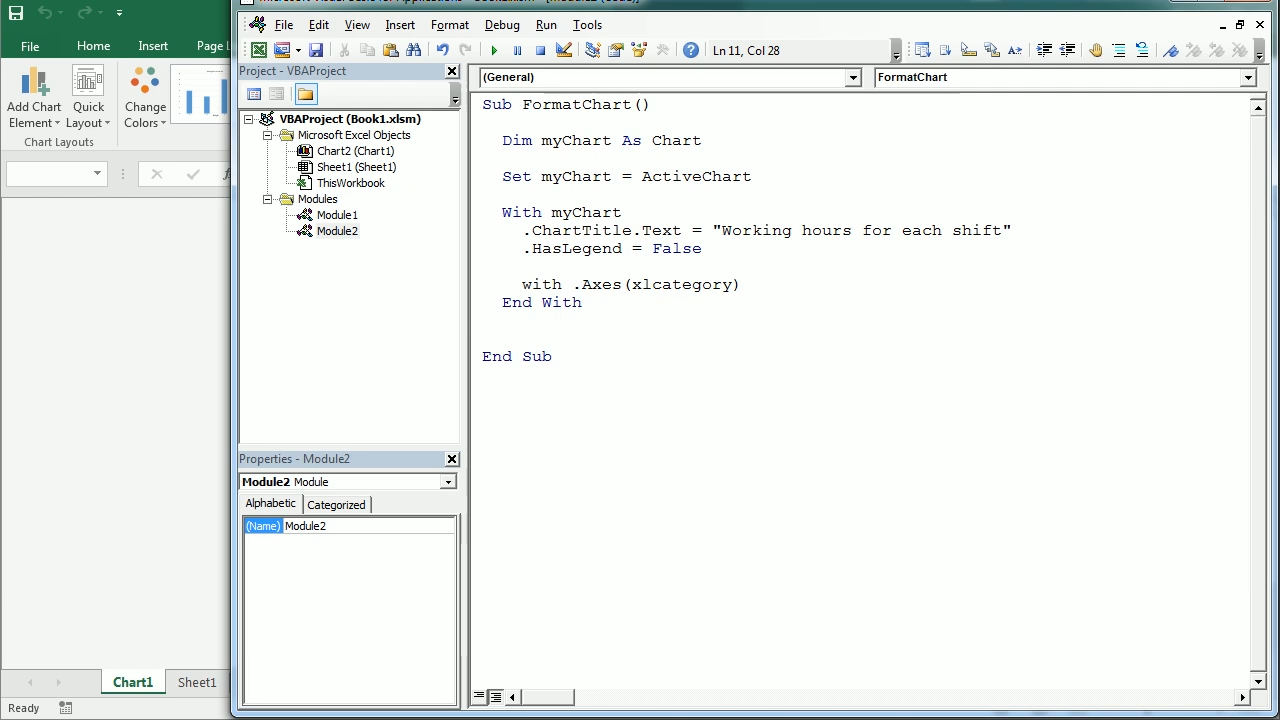 File
Home
Insert
Page L
Add Chart
Element
Quick
Layout
Change
Colors
Chart Layouts
Chart1
Sheet1
Ready
File Edit View Insert Format Debug Run Tools
Ln 11, Col 28
Project - VBAProject
VBAProject (Book1.xlsm)
Microsoft Excel Objects
Chart2 (Chart1)
Sheet1 (Sheet1)
ThisWorkbook
Modules
Module1
Module2
Properties - Module2
Module2 Module
Alphabetic Categorized
(Name) Module2
(General) FormatChart
Sub FormatChart()
Dim myChart As Chart
Set myChart = ActiveChart
With myChart
.ChartTitle.Text = "Working hours for each shift"
.HasLegend = False
with .Axes(xlcategory)
End With
End Sub